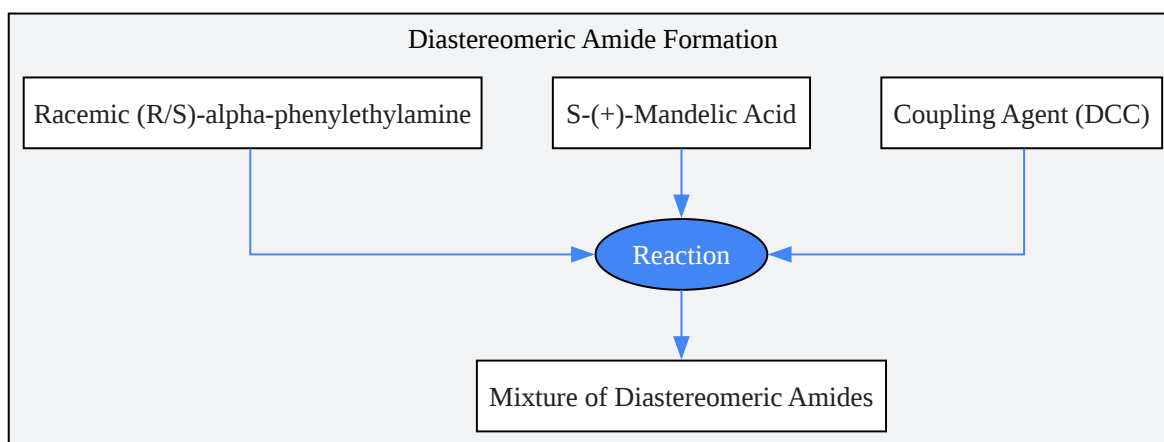 Diastereomeric Amide Formation
Racemic (R/S)-alpha-phenylethylamine
S-(+)-Mandelic Acid
Coupling Agent (DCC)
Reaction
Mixture of Diastereomeric Amides